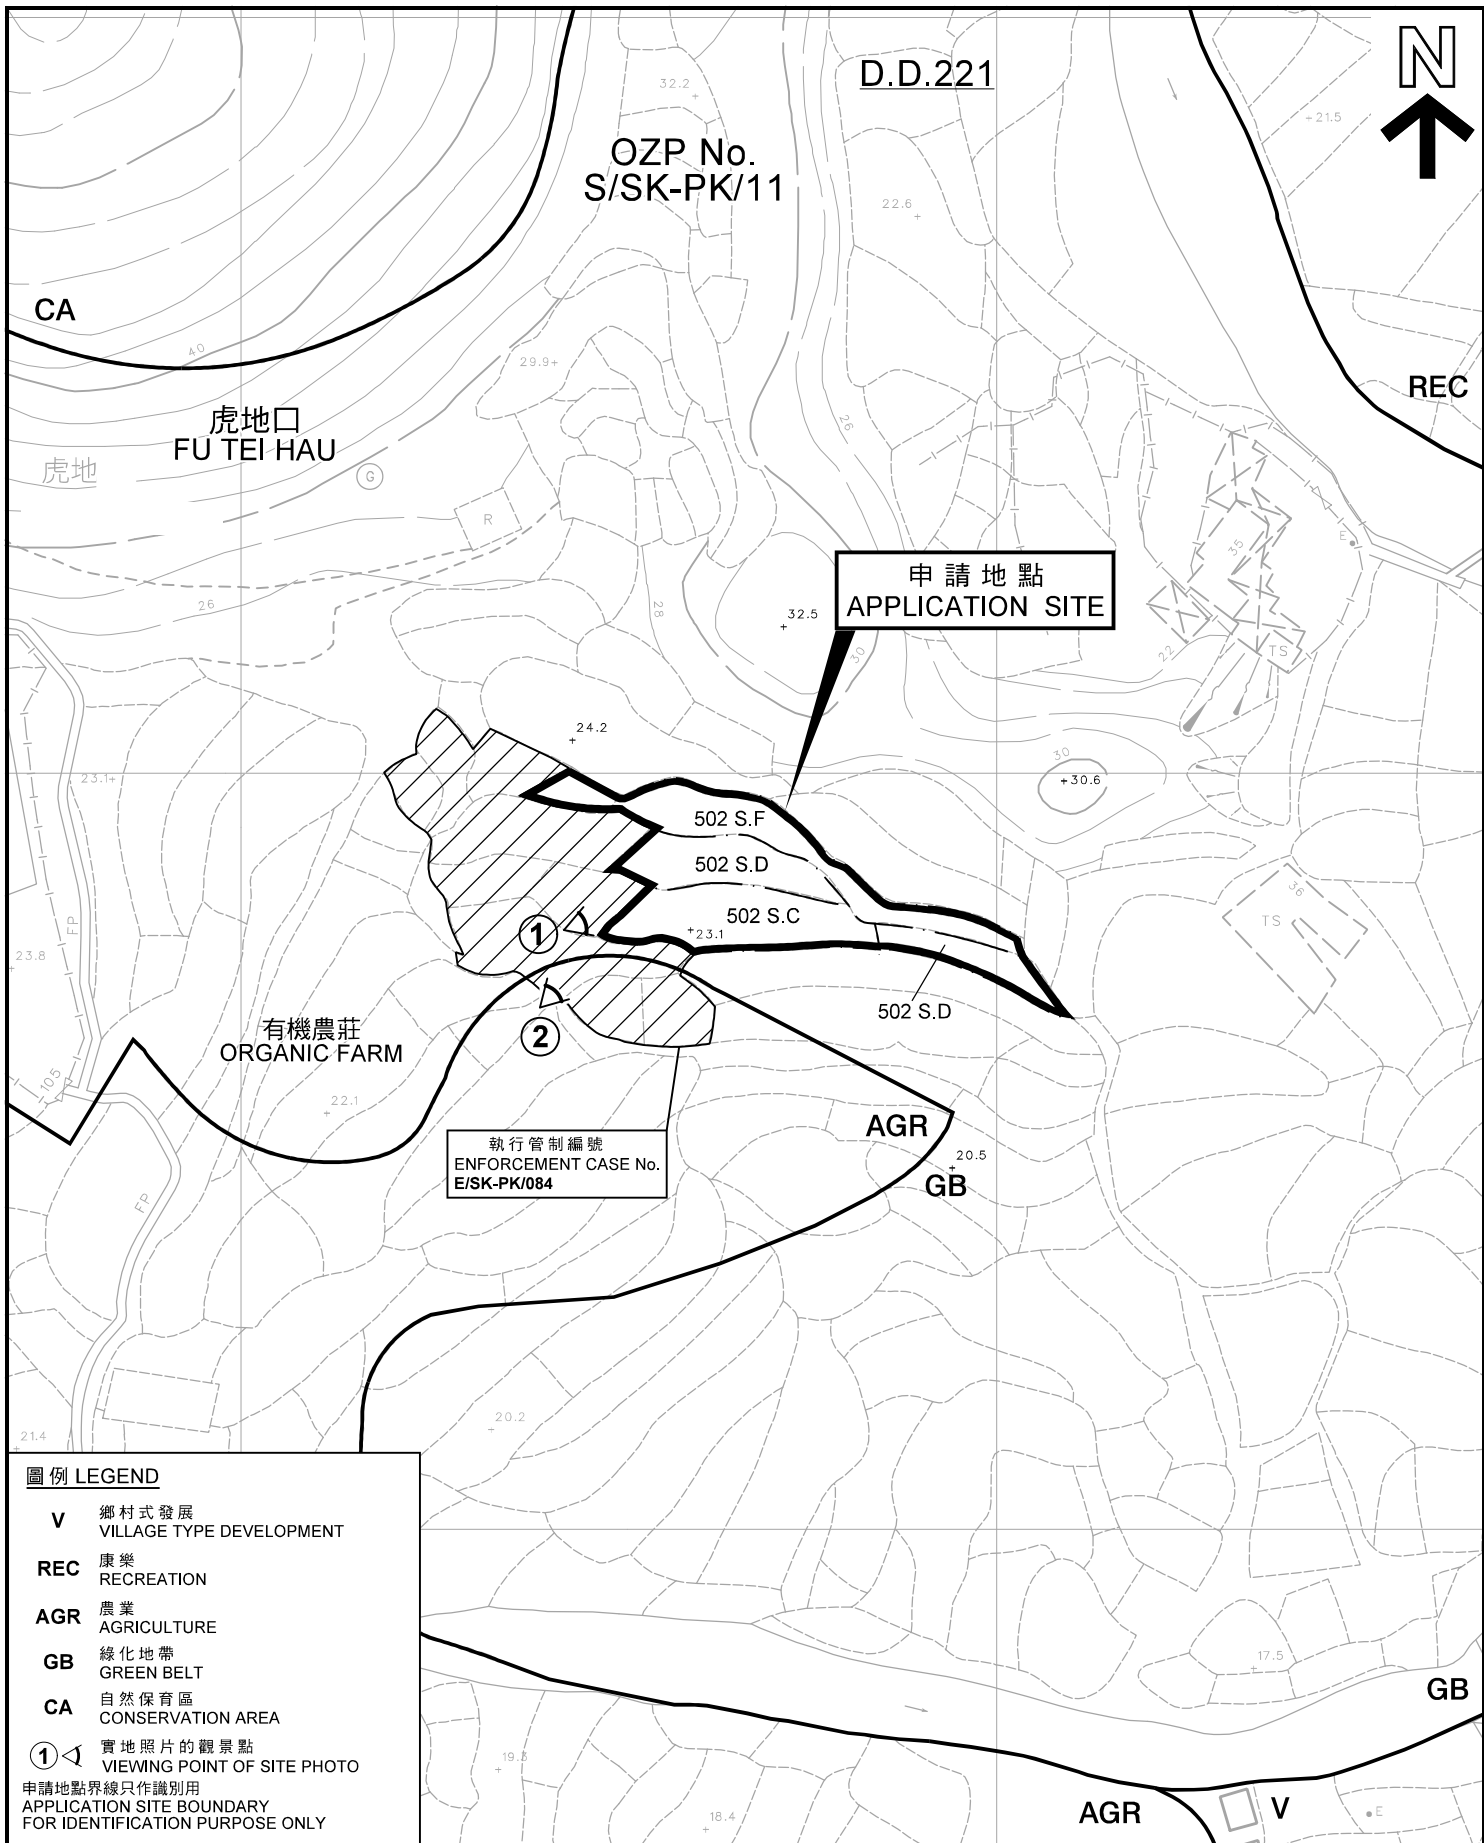 D.D.221
N
32.2
21.5
OZP No.
S/SK-PK/11
22.6
CA
40
29.9
REC
虎地口
FU TEI HAU
虎地
G
26
R
E
35
申請地點
APPLICATION SITE
26
28
32.5
30
22
TS
24.2
23.1
30
30.6
502 S.F
502 S.D
36
502 S.C
1
23.1
TS
FP
23.8
502 S.D
有機農莊
ORGANIC FARM
2
105
22.1
AGR
執行管制編號
ENFORCEMENT CASE No.
E/SK-PK/084
20.5
GB
FP
20.2
21.4
圖例 LEGEND
V 鄉村式發展
VILLAGE TYPE DEVELOPMENT
REC 康樂
RECREATION
AGR 農業
AGRICULTURE
GB 綠化地帶
GREEN BELT
CA 自然保育區
CONSERVATION AREA
1 實地照片的觀景點
VIEWING POINT OF SITE PHOTO
申請地點界線只作識別用
APPLICATION SITE BOUNDARY
FOR IDENTIFICATION PURPOSE ONLY
17.5
GB
19.3
18.4
AGR
V
E